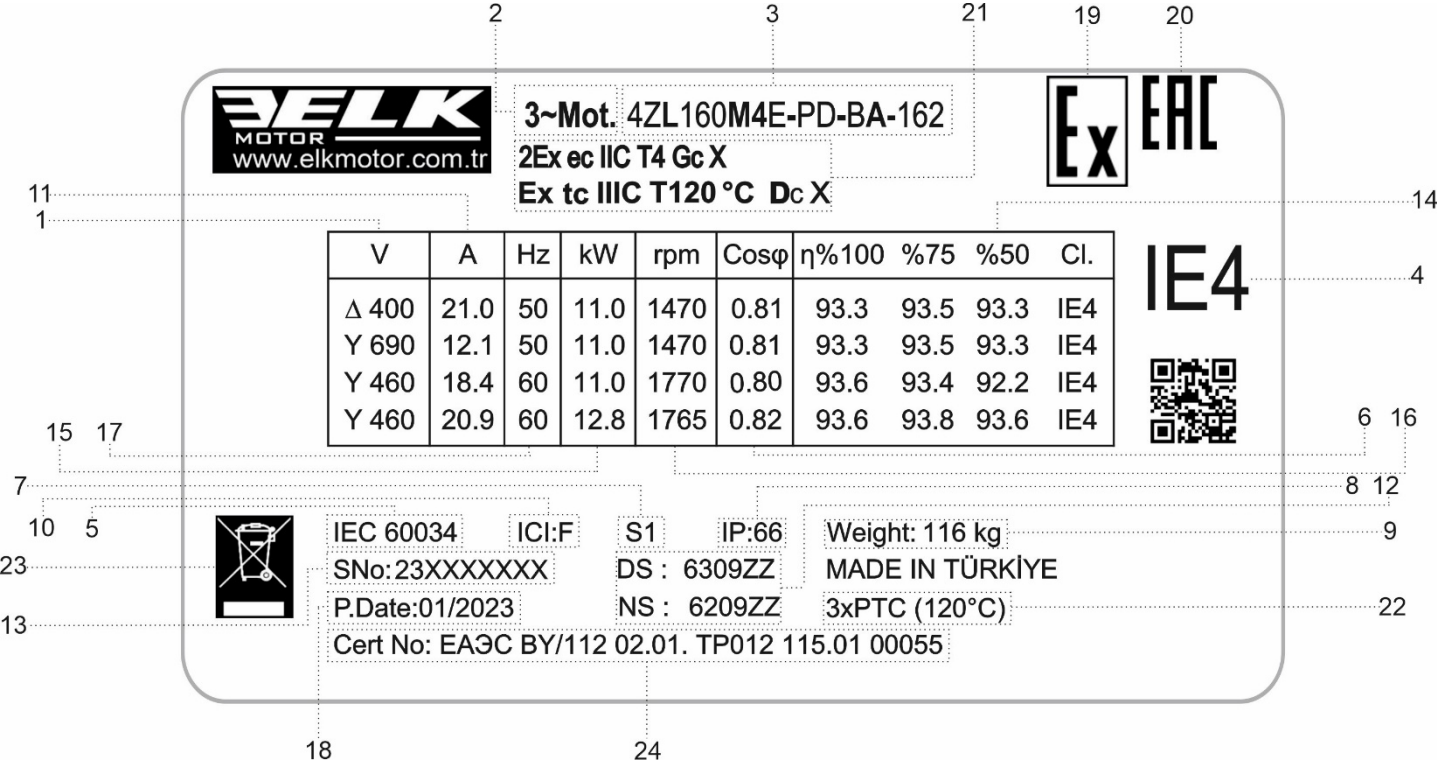 2 3 21 19 20
ELK
MOTOR
www.elkmotor.com.tr
3~Mot. 4ZL160M4E-PD-BA-162
2Ex ec IIC T4 Gc X
Ex tc IIIC T120 °C Dc X
Ex
EAC
11
1
14
V A Hz kW rpm Cosφ η%100 %75 %50 Cl.
Δ 400 21.0 50 11.0 1470 0.81 93.3 93.5 93.3 IE4
Y 690 12.1 50 11.0 1470 0.81 93.3 93.5 93.3 IE4
Y 460 18.4 60 11.0 1770 0.80 93.6 93.4 92.2 IE4
Y 460 20.9 60 12.8 1765 0.82 93.6 93.8 93.6 IE4
IE4
4
15 17 6 16
7 8 12
10 5
IEC 60034 ICI:F S1 IP:66 Weight: 116 kg
9
23
SNo:23XXXXXXX DS : 6309ZZ MADE IN TÜRKİYE
P.Date:01/2023 NS : 6209ZZ 3xPTC (120°C)
22
13
Cert No: ЕАЭС BY/112 02.01. TP012 115.01 00055
18 24